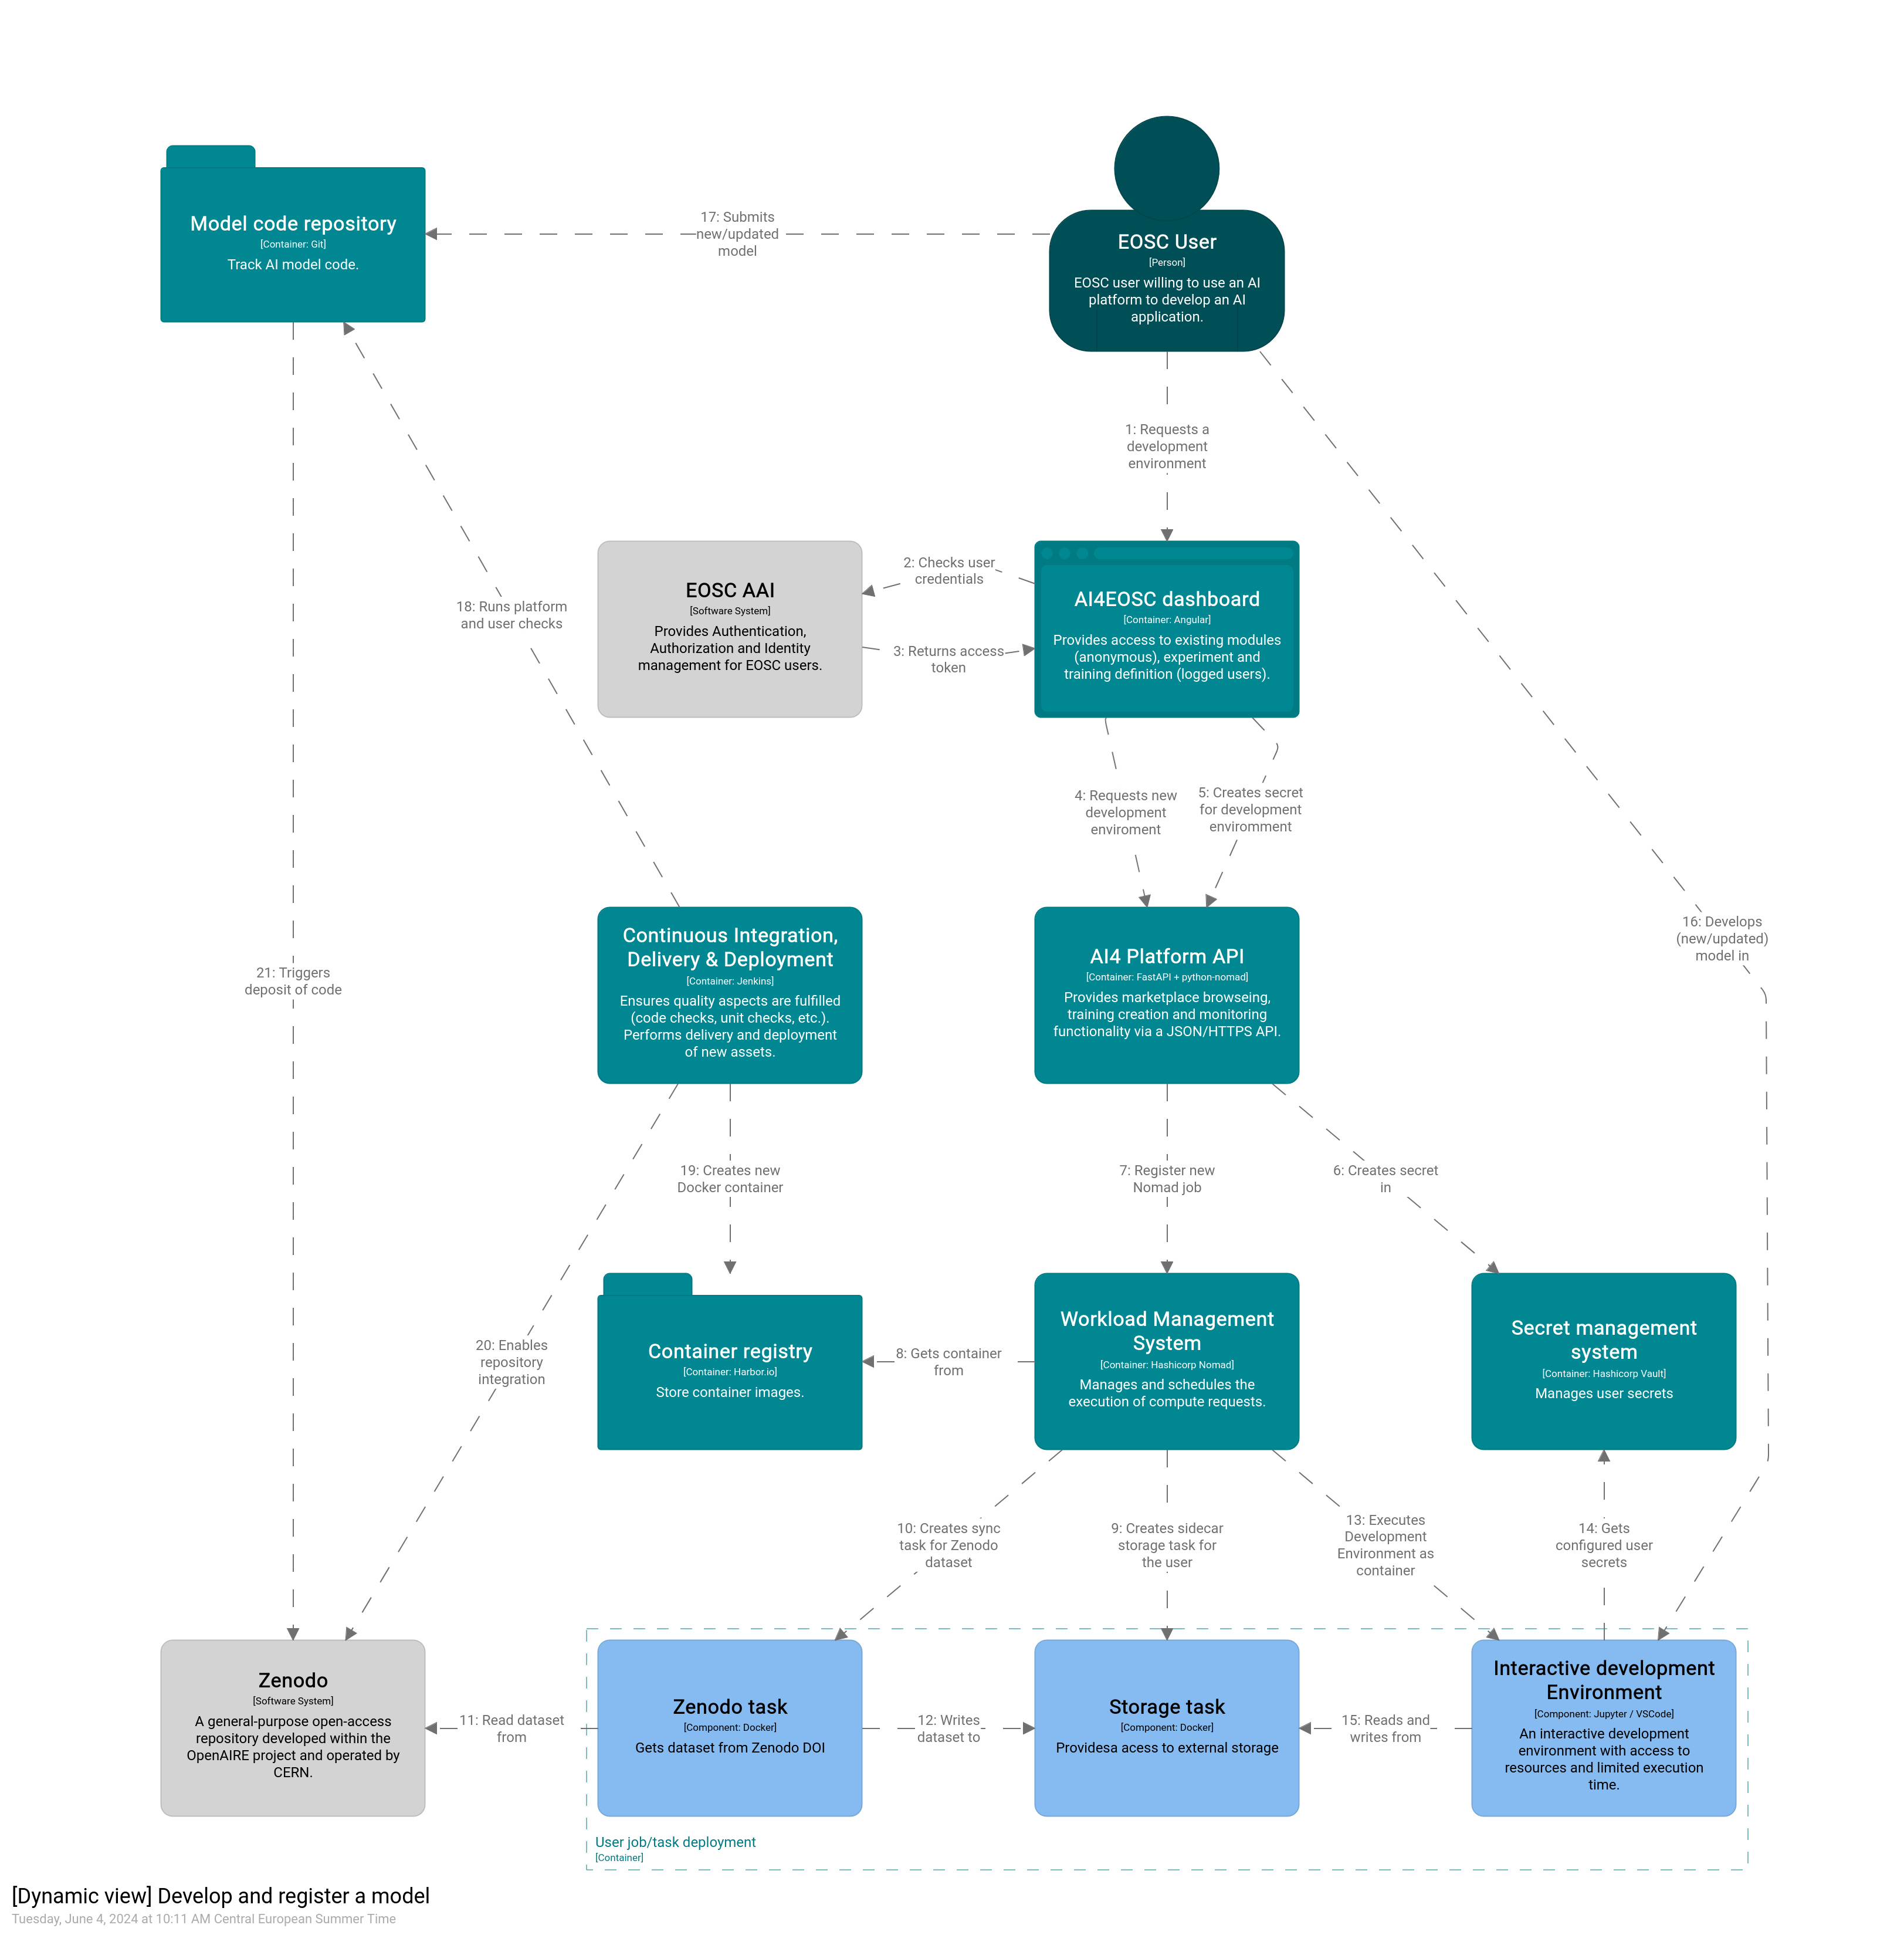 Model code repository
[Container: Git]
Track AI model code.
17: Submits
new/updated
model
EOSC User
[Person]
EOSC user willing to use an AI
platform to develop an AI
application.
1: Requests a
development
environment
EOSC AAI
[Software System]
Provides Authentication,
Authorization and Identity
management for EOSC users.
2: Checks user
credentials
3: Returns access
token
AI4EOSC dashboard
[Container: Angular]
Provides access to existing modules
(anonymous), experiment and
training definition (logged users).
18: Runs platform
and user checks
4: Requests new
development
enviroment
5: Creates secret
for development
enviromment
16: Develops
(new/updated)
model in
21: Triggers
deposit of code
Continuous Integration,
Delivery & Deployment
[Container: Jenkins]
Ensures quality aspects are fulfilled
(code checks, unit checks, etc.).
Performs delivery and deployment
of new assets.
AI4 Platform API
[Container: FastAPI + python-nomad]
Provides marketplace browseing,
training creation and monitoring
functionality via a JSON/HTTPS API.
19: Creates new
Docker container
7: Register new
Nomad job
6: Creates secret
in
20: Enables
repository
integration
Container registry
[Container: Harbor.io]
Store container images.
8: Gets container
from
Workload Management
System
[Container: Hashicorp Nomad]
Manages and schedules the
execution of compute requests.
Secret management
system
[Container: Hashicorp Vault]
Manages user secrets
10: Creates sync
task for Zenodo
dataset
9: Creates sidecar
storage task for
the user
13: Executes
Development
Environment as
container
14: Gets
configured user
secrets
Zenodo
[Software System]
A general-purpose open-access
repository developed within the
OpenAIRE project and operated by
CERN.
11: Read dataset
from
Zenodo task
[Component: Docker]
Gets dataset from Zenodo DOI
12: Writes
dataset to
Storage task
[Component: Docker]
Providesa acess to external storage
15: Reads and
writes from
Interactive development
Environment
[Component: Jupyter / VSCode]
An interactive development
environment with access to
resources and limited execution
time.
User job/task deployment
[Container]
[Dynamic view] Develop and register a model
Tuesday, June 4, 2024 at 10:11 AM Central European Summer Time